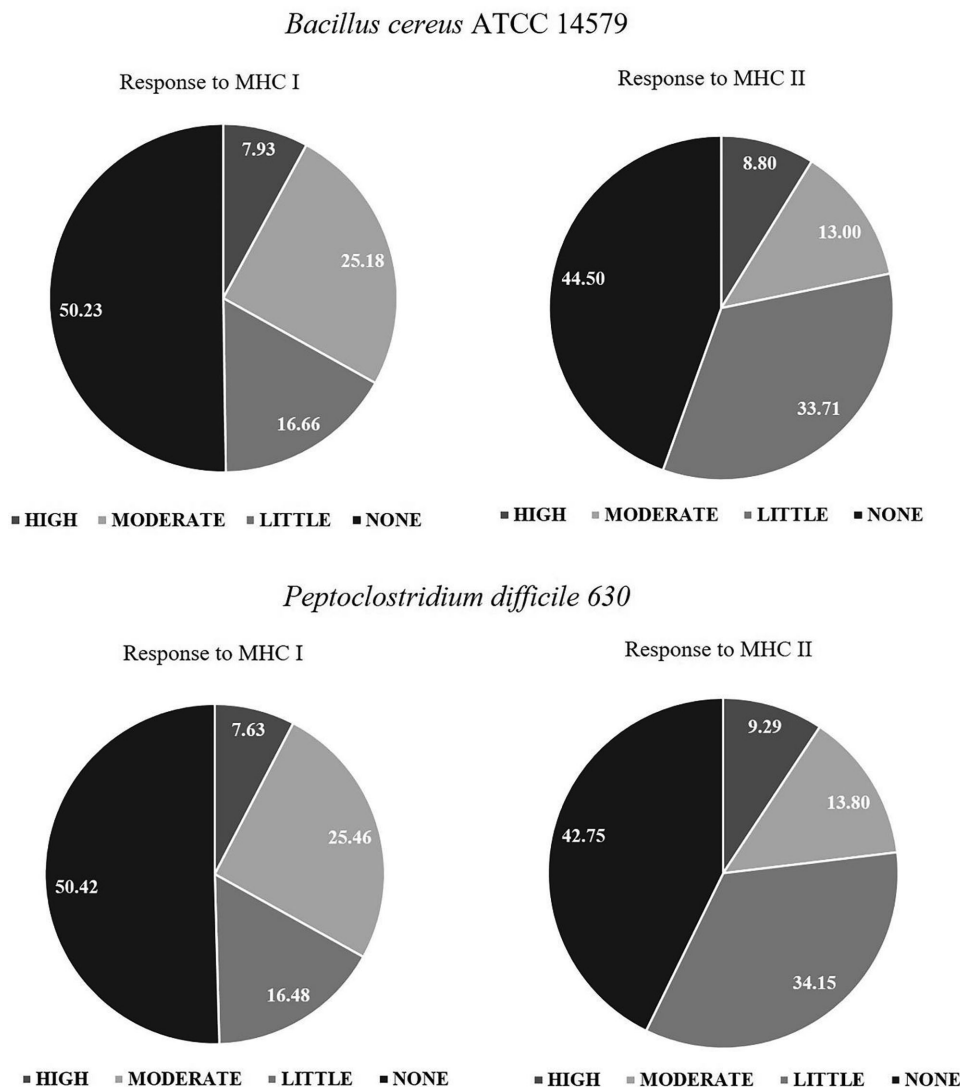 Bacillus cereus ATCC 14579
Response to MHC I
7.93
25.18
50.23
16.66
■ HIGH ■ MODERATE ■ LITTLE ■ NONE
Response to MHC II
8.80
13.00
44.50
33.71
■ HIGH ■ MODERATE ■ LITTLE ■ NONE
Peptoclostridium difficile 630
Response to MHC I
7.63
25.46
50.42
16.48
■ HIGH ■ MODERATE ■ LITTLE ■ NONE
Response to MHC II
9.29
13.80
42.75
34.15
■ HIGH ■ MODERATE ■ LITTLE ■ NONE